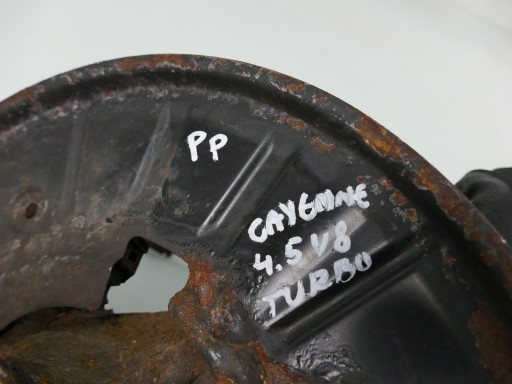 PP
CAYENNE
4.5 V8
TURBO